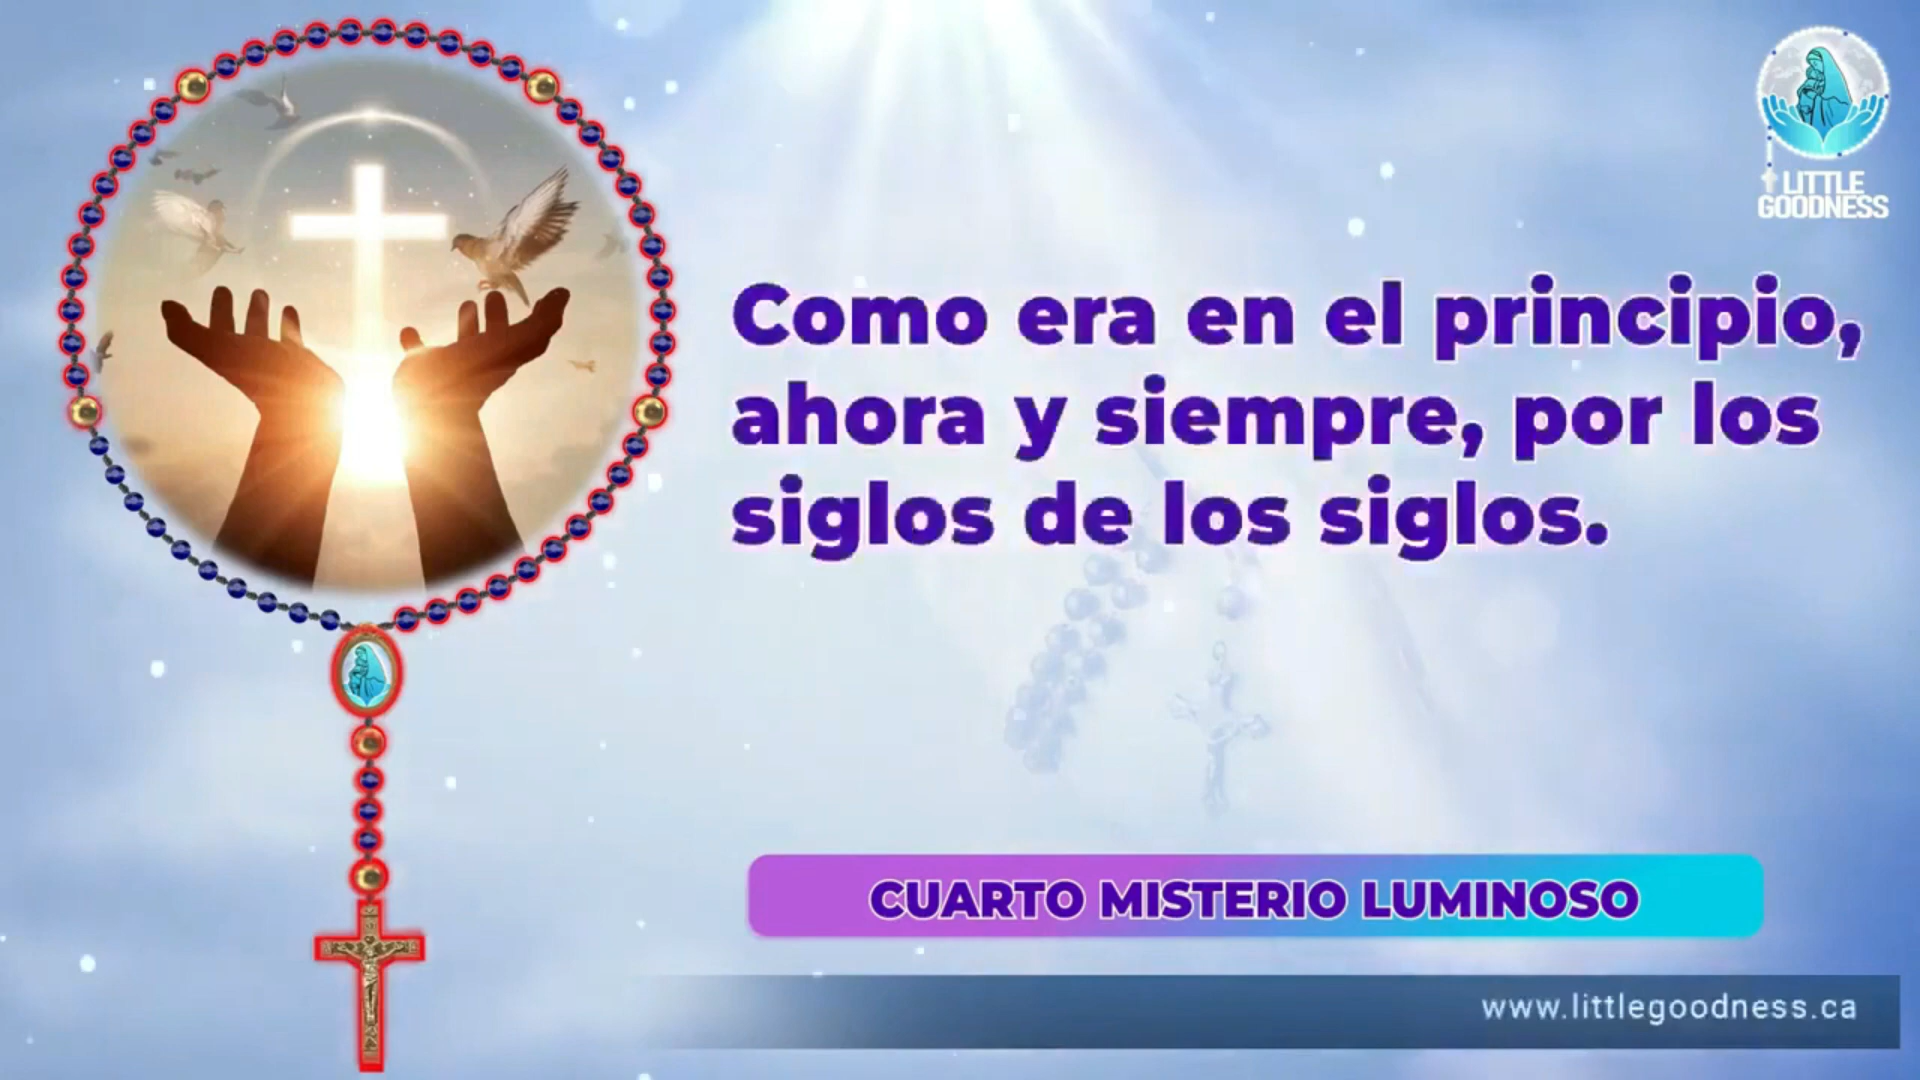 LITTLE
GOODNESS
Como era en el principio,
ahora y siempre, por los
siglos de los siglos.
CUARTO MISTERIO LUMINOSO
www.littlegoodness.ca